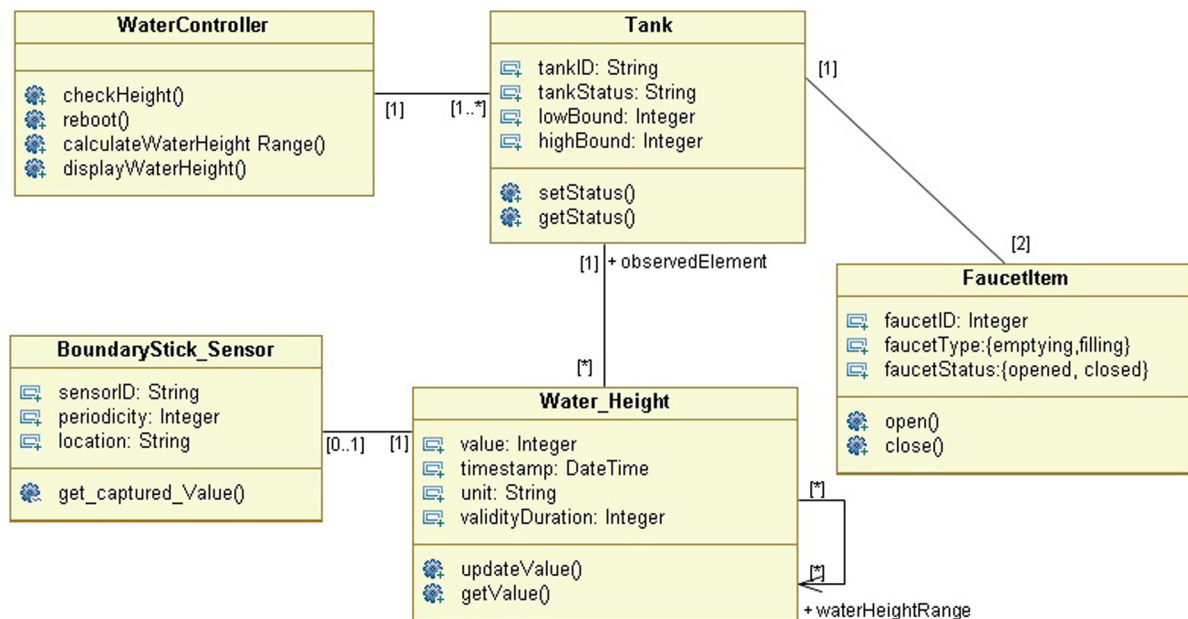 WaterController
checkHeight()
reboot()
calculateWaterHeight Range()
displayWaterHeight()
[1]
[1..*]
Tank
tankID: String
tankStatus: String
lowBound: Integer
highBound: Integer
setStatus()
getStatus()
[1]
[2]
[1]
+ observedElement
[*]
FaucetItem
faucetID: Integer
faucetType:{emptying,filling}
faucetStatus:{opened, closed}
open()
close()
BoundaryStick_Sensor
sensorID: String
periodicity: Integer
location: String
get_captured_Value()
[0..1]
[1]
Water_Height
value: Integer
timestamp: DateTime
unit: String
validityDuration: Integer
updateValue()
getValue()
[*]
[*]
+ waterHeightRange